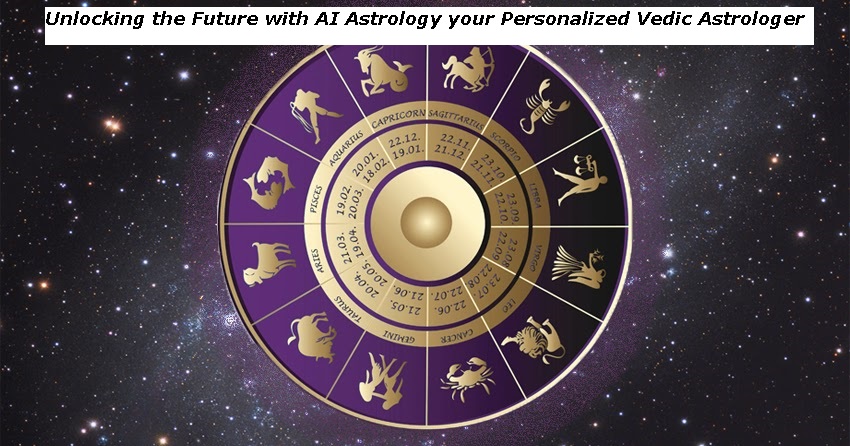 Unlocking the Future with AI Astrology your Personalized Vedic Astrologer
CAPRICORN
22.12.
19.01.
SAGITTARIUS
22.11.
21.12.
SCORPIO
23.10.
21.11.
LIBRA
23.09.
22.10.
VIRGO
23.08.
22.09.
LEO
23.07.
22.08.
CANCER
22.06.
22.07.
GEMINI
21.05.
21.06.
TAURUS
20.04.
20.05.
ARIES
21.03.
19.04.
PISCES
19.02.
20.03.
AQUARIUS
20.01.
18.02.